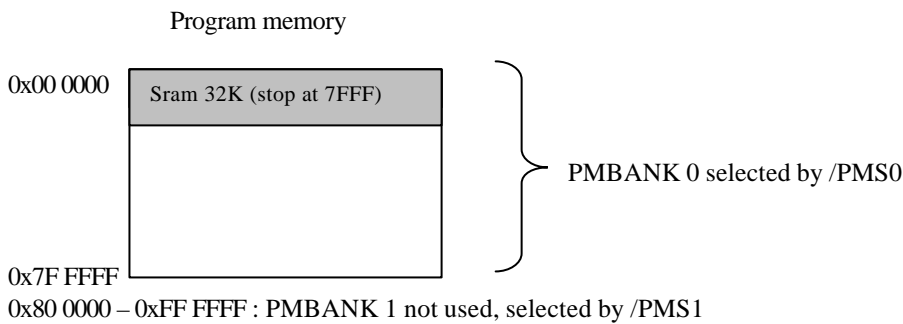 Program memory
0x00 0000
Sram 32K (stop at 7FFF)
PMBANK 0 selected by /PMS0
0x7F FFFF
0x80 0000 – 0xFF FFFF : PMBANK 1 not used, selected by /PMS1